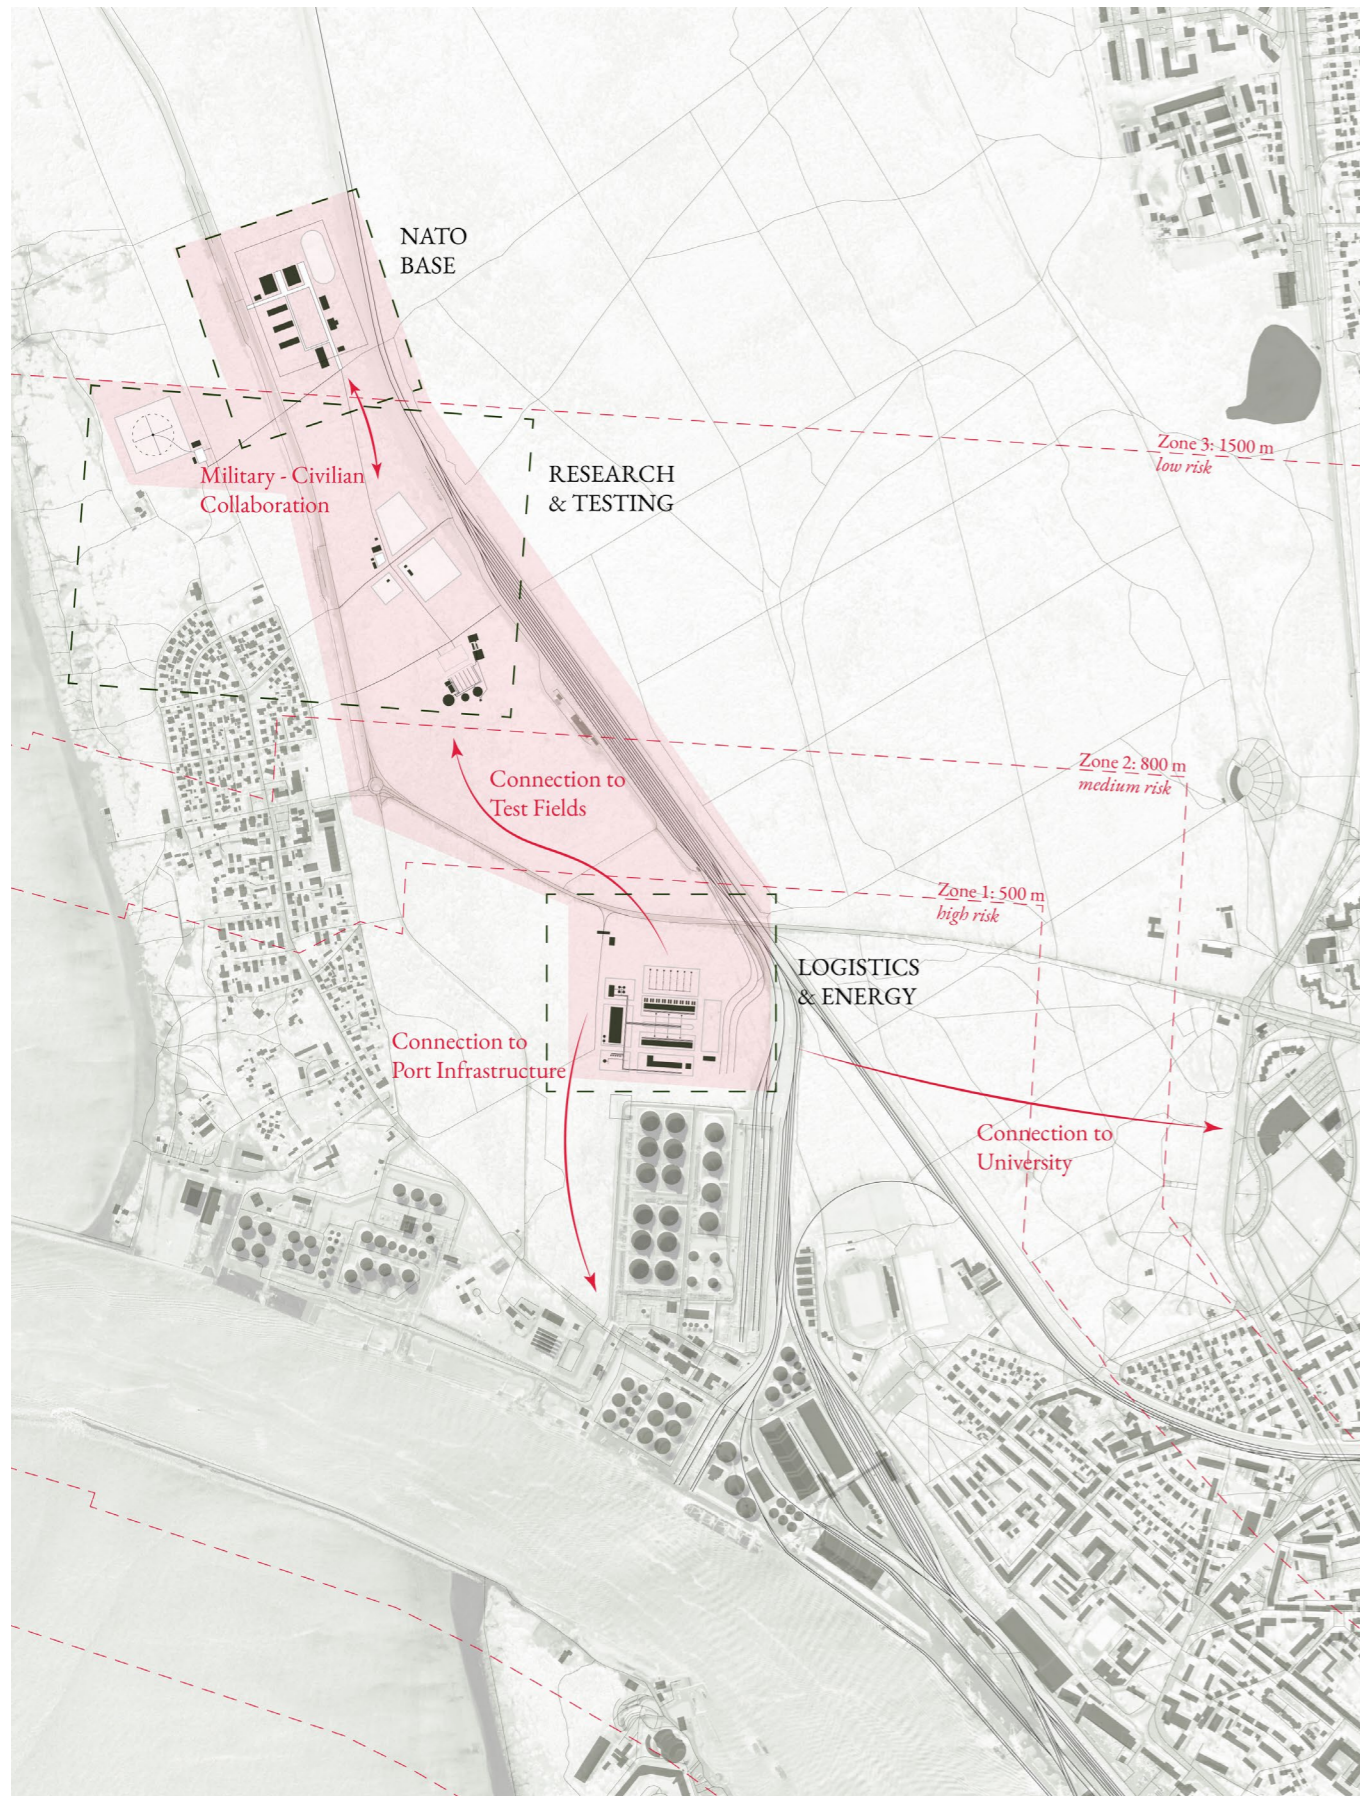 NATO
BASE
Zone 3: 1500 m
low risk
Military - Civilian
Collaboration
RESEARCH
& TESTING
Zone 2: 800 m
medium risk
Connection to
Test Fields
Zone 1: 500 m
high risk
LOGISTICS
& ENERGY
Connection to
Port Infrastructure
Connection to
University